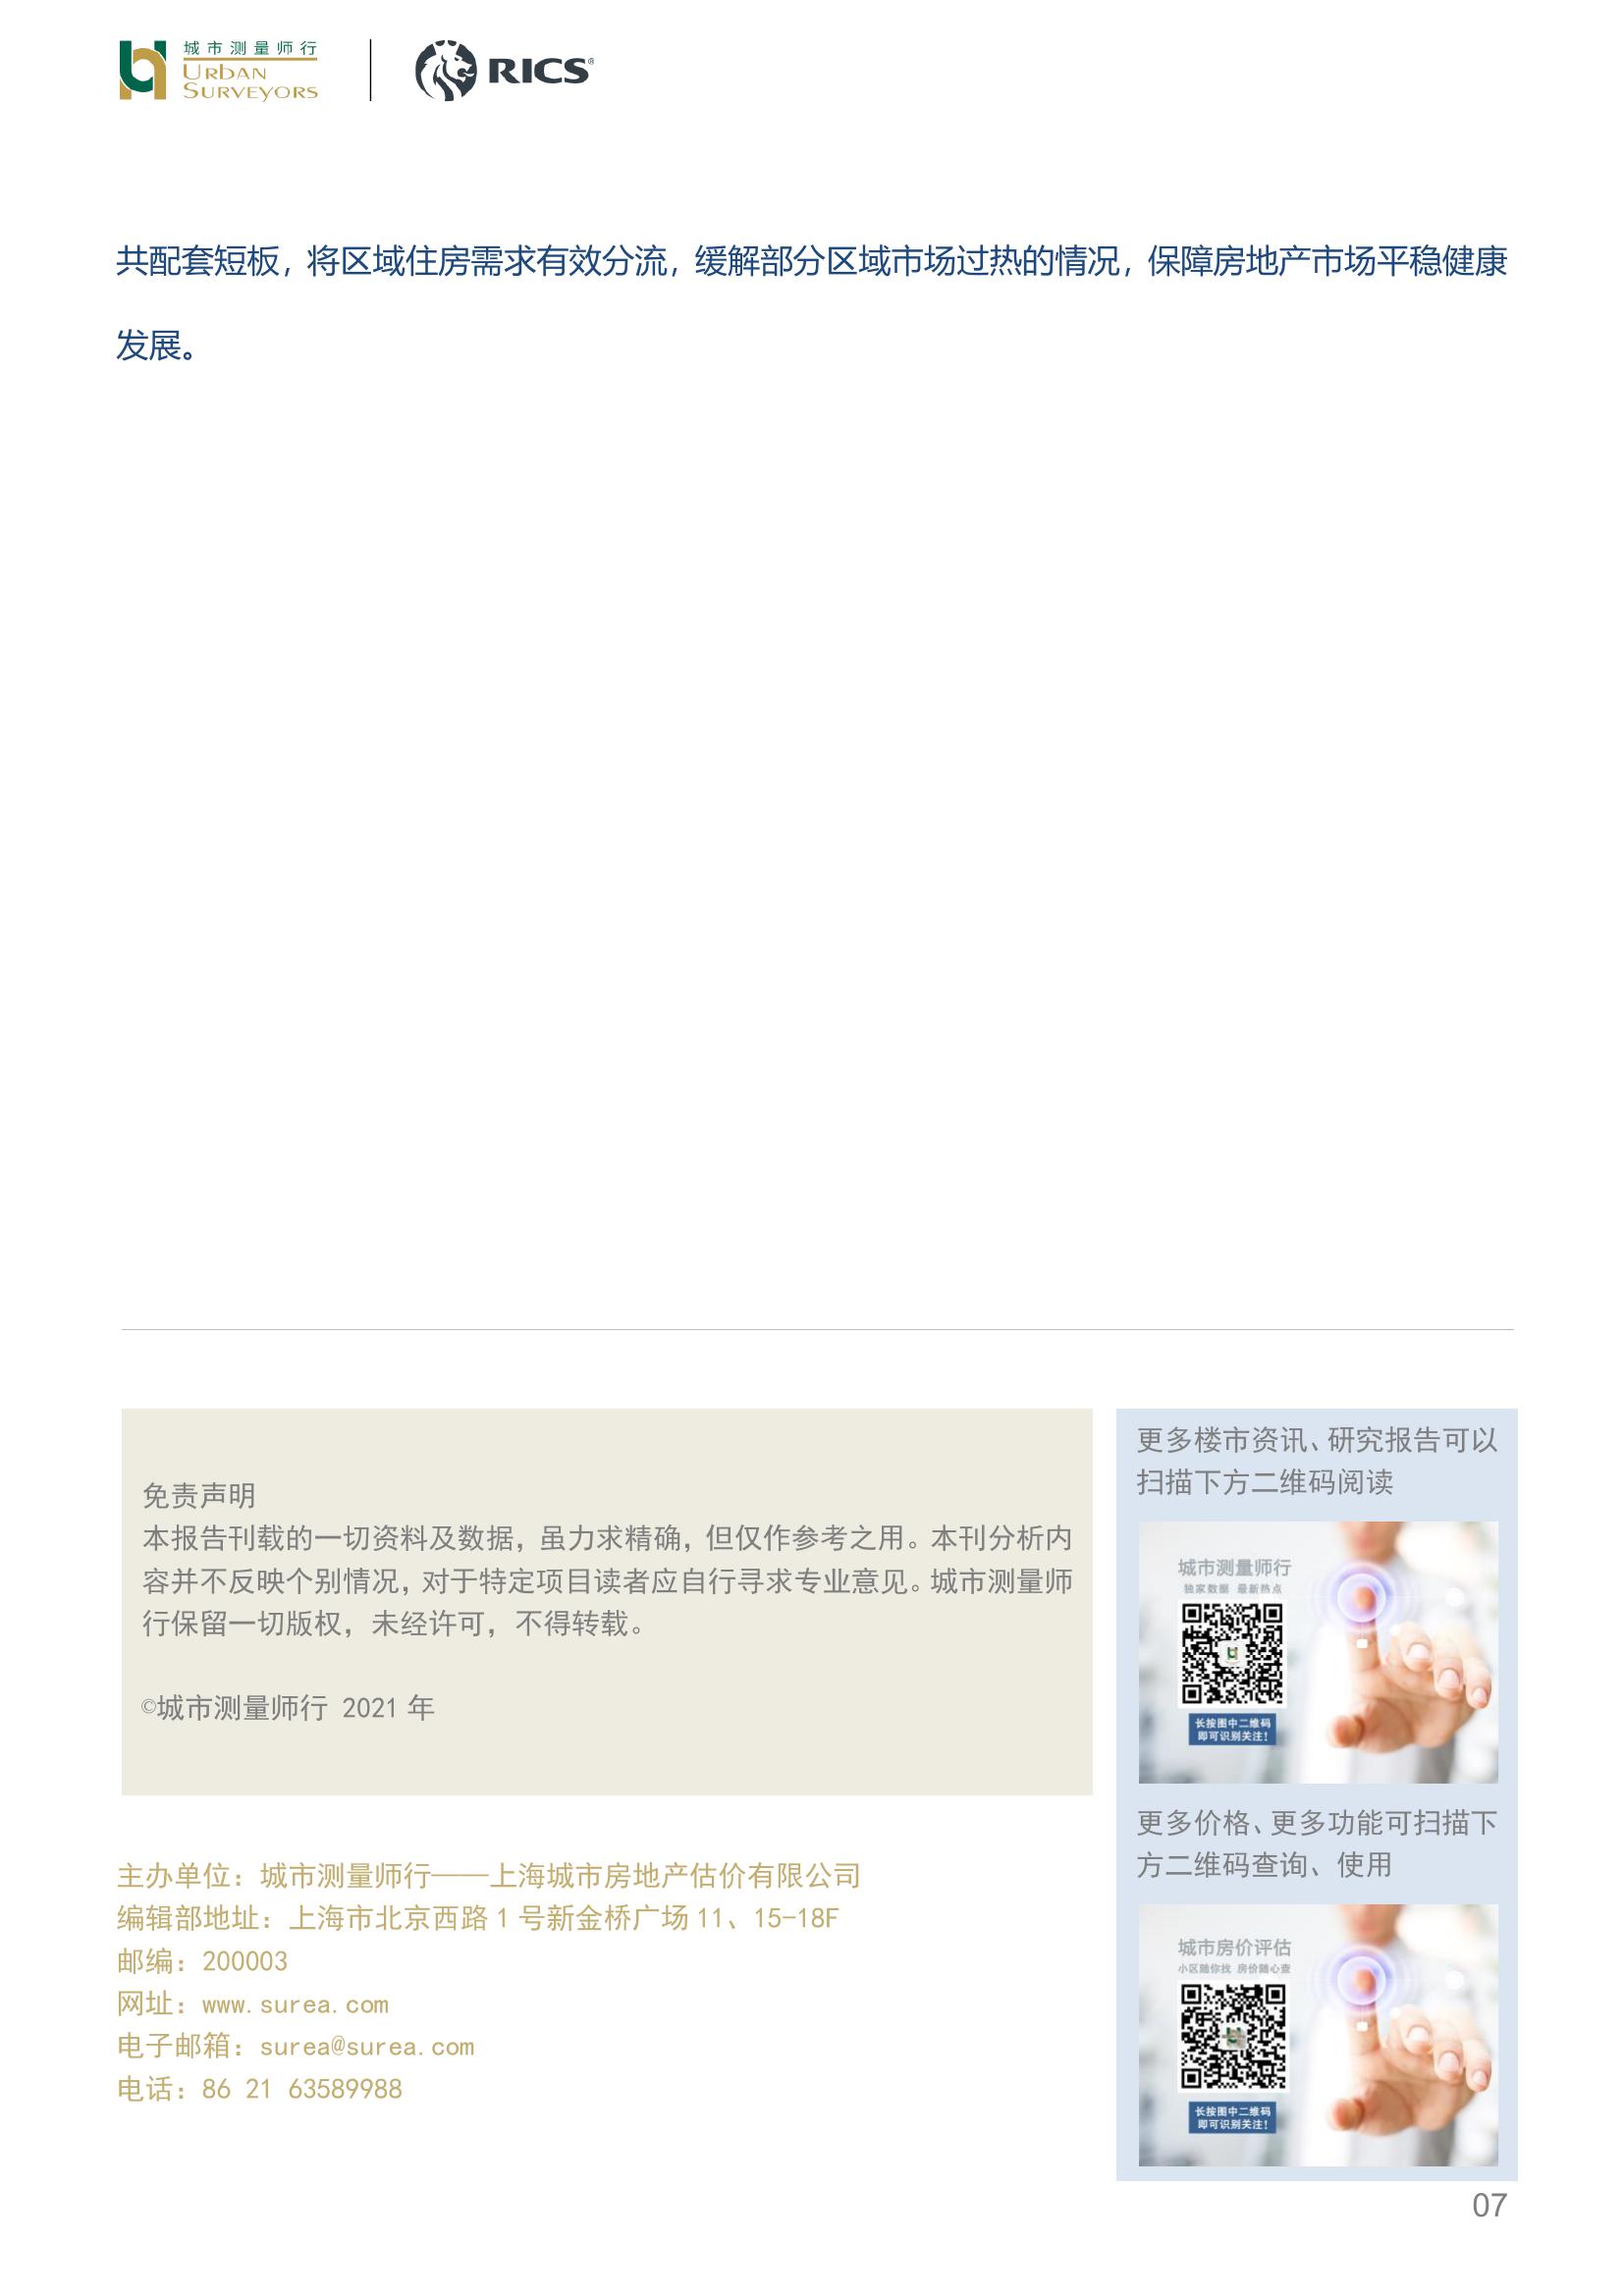 城市测量师行
URBAN
SURVEYORS
RICS®
共配套短板，将区域住房需求有效分流，缓解部分区域市场过热的情况，保障房地产市场平稳健康
发展。
免责声明
本报告刊载的一切资料及数据，虽力求精确，但仅作参考之用。本刊分析内
容并不反映个别情况，对于特定项目读者应自行寻求专业意见。城市测量师
行保留一切版权，未经许可，不得转载。
©城市测量师行 2021 年
主办单位：城市测量师行——上海城市房地产估价有限公司
编辑部地址：上海市北京西路 1 号新金桥广场 11、15-18F
邮编：200003
网址：www.surea.com
电子邮箱：surea@surea.com
电话：86 21 63589988
更多楼市资讯、研究报告可以
扫描下方二维码阅读
城市测量师行
独家数据 最新热点
长按图中二维码
即可识别关注！
更多价格、更多功能可扫描下
方二维码查询、使用
城市房价评估
小区随你找 房价随心查
长按图中二维码
即可识别关注！
07